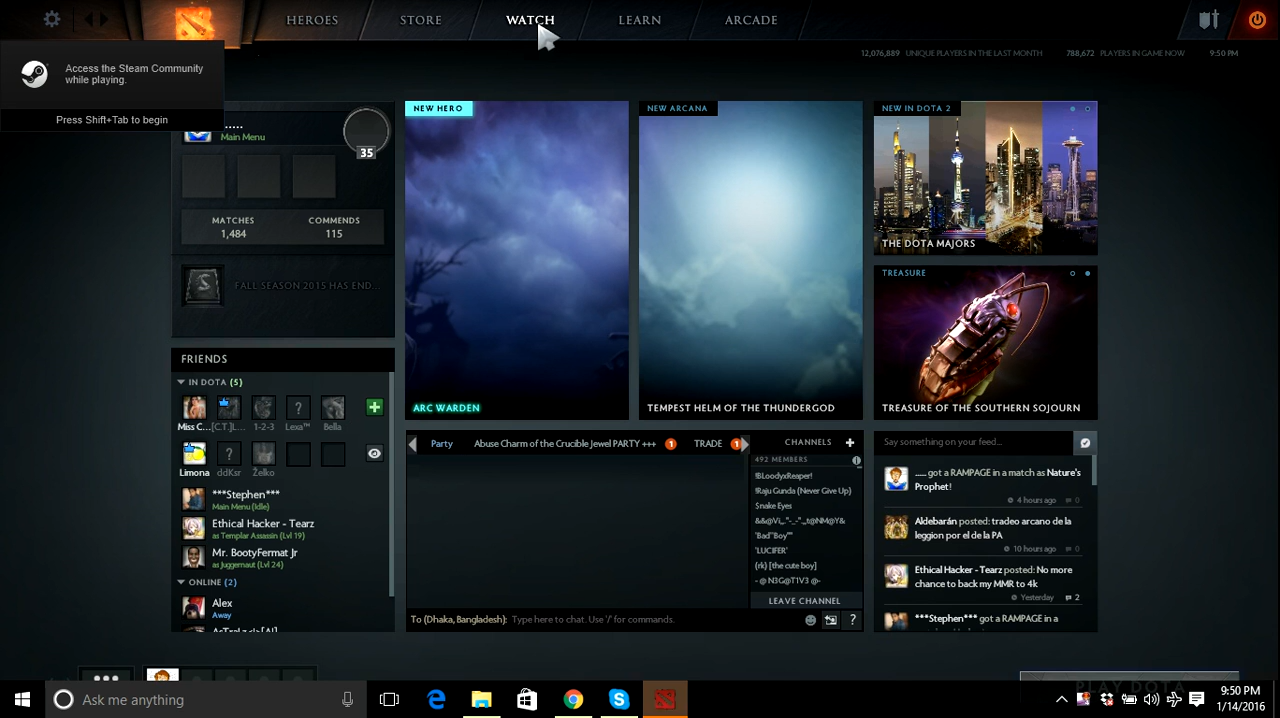 HEROES
STORE
WATCH
LEARN
ARCADE
12,076,889 UNIQUE PLAYERS IN THE LAST MONTH 788,672 PLAYERS IN GAME NOW 9:50 PM
Access the Steam Community
while playing.
Press Shift+Tab to begin
......
Main Menu
35
MATCHES
1,484
COMMENDS
115
FALL SEASON 2015 HAS END...
NEW HERO
ARC WARDEN
NEW ARCANA
TEMPEST HELM OF THE THUNDERGOD
NEW IN DOTA 2
THE DOTA MAJORS
TREASURE
TREASURE OF THE SOUTHERN SOJOURN
FRIENDS
IN DOTA (5)
Miss C... [C.T.]L... 1-2-3 Lexa™ Bella
Limona ddKsr Želko
***Stephen***
Main Menu (Idle)
Ethical Hacker - Tearz
as Templar Assassin (Lvl 19)
Mr. BootyFermat Jr
as Juggernaut (Lvl 24)
ONLINE (2)
Alex
Away
Party Abuse Charm of the Crucible Jewel PARTY +++ 1 TRADE 1
CHANNELS
492 MEMBERS
!BLoodyxReaper!
!Raju Gunda (Never Give Up)
$nake Eyes
'LUCIFER'
(rk) [the cute boy]
- @ N3G@T1V3 @-
LEAVE CHANNEL
To (Dhaka, Bangladesh): Type here to chat. Use '/' for commands.
?
Say something on your feed...
...... got a RAMPAGE in a match as Nature's
Prophet!
4 hours ago 0
Aldebarán posted: tradeo arcano de la
leggion por el de la PA
10 hours ago 0
Ethical Hacker - Tearz posted: No more
chance to back my MMR to 4k
Yesterday 2
***Stephen*** got a RAMPAGE in a
PLAY DOTA
Ask me anything
9:50 PM
1/14/2016